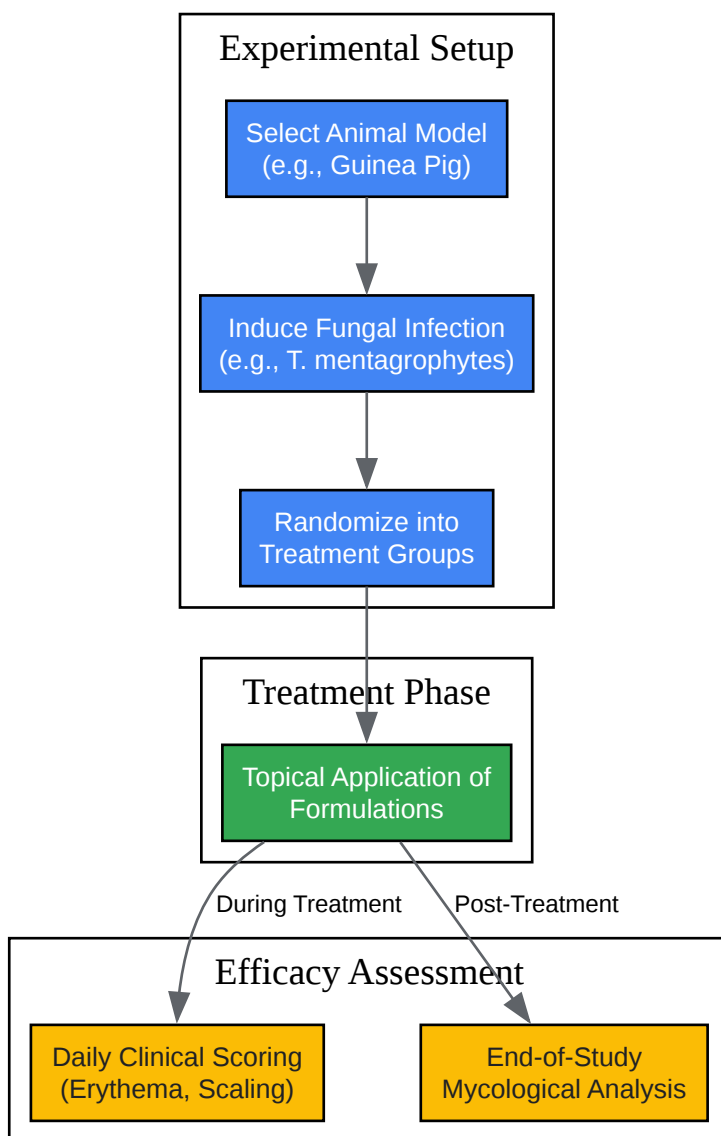 Experimental Setup
Select Animal Model
(e.g., Guinea Pig)
Induce Fungal Infection
(e.g., T. mentagrophytes)
Randomize into
Treatment Groups
Treatment Phase
Topical Application of
Formulations
During Treatment
Post-Treatment
Efficacy Assessment
Daily Clinical Scoring
(Erythema, Scaling)
End-of-Study
Mycological Analysis